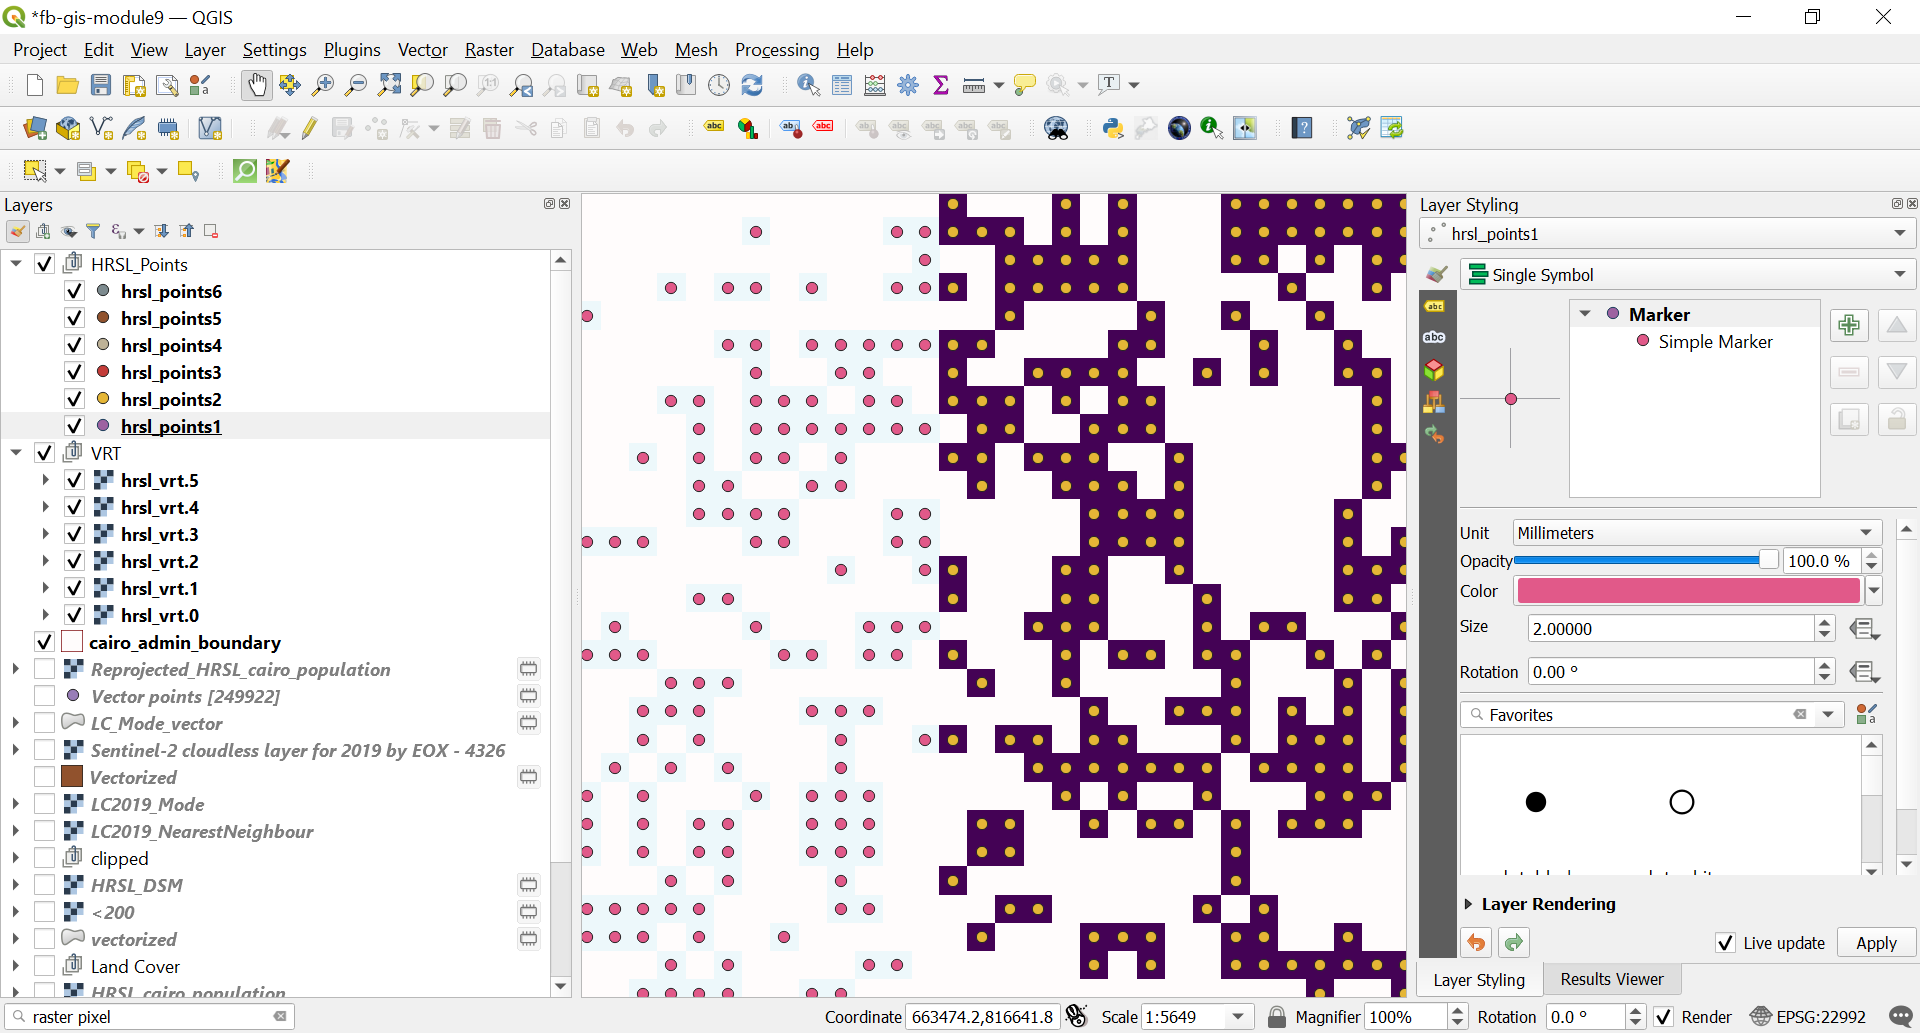 *fb-gis-module9 — QGIS
Project Edit View Layer Settings Plugins Vector Raster Database Web Mesh Processing Help
Layers
HRSL_Points
hrsl_points6
hrsl_points5
hrsl_points4
hrsl_points3
hrsl_points2
hrsl_points1
VRT
hrsl_vrt.5
hrsl_vrt.4
hrsl_vrt.3
hrsl_vrt.2
hrsl_vrt.1
hrsl_vrt.0
cairo_admin_boundary
Reprojected_HRSL_cairo_population
Vector points [249922]
LC_Mode_vector
Sentinel-2 cloudless layer for 2019 by EOX - 4326
Vectorized
LC2019_Mode
LC2019_NearestNeighbour
clipped
HRSL_DSM
<200
vectorized
Land Cover
HRSL_cairo_population
Layer Styling
hrsl_points1
Single Symbol
Marker
Simple Marker
Unit Millimeters
Opacity 100.0 %
Color
Size 2.00000
Rotation 0.00 °
Favorites
Layer Rendering
Live update Apply
Layer Styling Results Viewer
raster pixel Coordinate 663474.2,816641.8 Scale 1:5649 Magnifier 100% Rotation 0.0 ° Render EPSG:22992